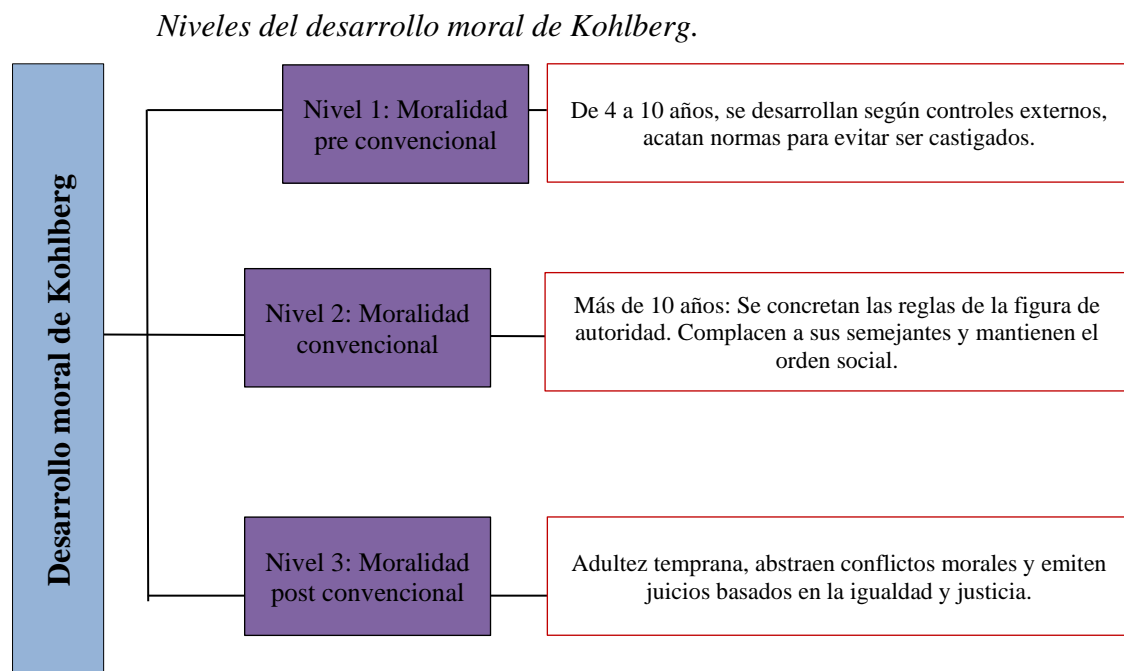 Niveles del desarrollo moral de Kohlberg.
Desarrollo moral de Kohlberg
Nivel 1: Moralidad
pre convencional
De 4 a 10 años, se desarrollan según controles externos,
acatan normas para evitar ser castigados.
Nivel 2: Moralidad
convencional
Más de 10 años: Se concretan las reglas de la figura de
autoridad. Complacen a sus semejantes y mantienen el
orden social.
Nivel 3: Moralidad
post convencional
Adultez temprana, abstraen conflictos morales y emiten
juicios basados en la igualdad y justicia.